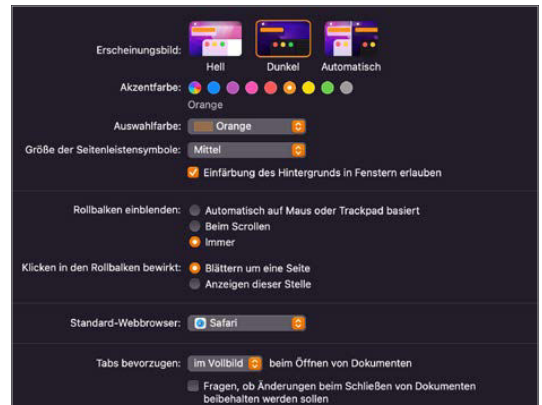 Erscheinungsbild:
Hell Dunkel Automatisch
Akzentfarbe:
Orange
Auswahlfarbe: Orange
Größe der Seitenleistensymbole: Mittel
Einfärbung des Hintergrunds in Fenstern erlauben
Rollbalken einblenden: Automatisch auf Maus oder Trackpad basiert
Beim Scrollen
Immer
Klicken in den Rollbalken bewirkt: Blättern um eine Seite
Anzeigen dieser Stelle
Standard-Webbrowser: Safari
Tabs bevorzugen: im Vollbild beim Öffnen von Dokumenten
Fragen, ob Änderungen beim Schließen von Dokumenten
beibehalten werden sollen